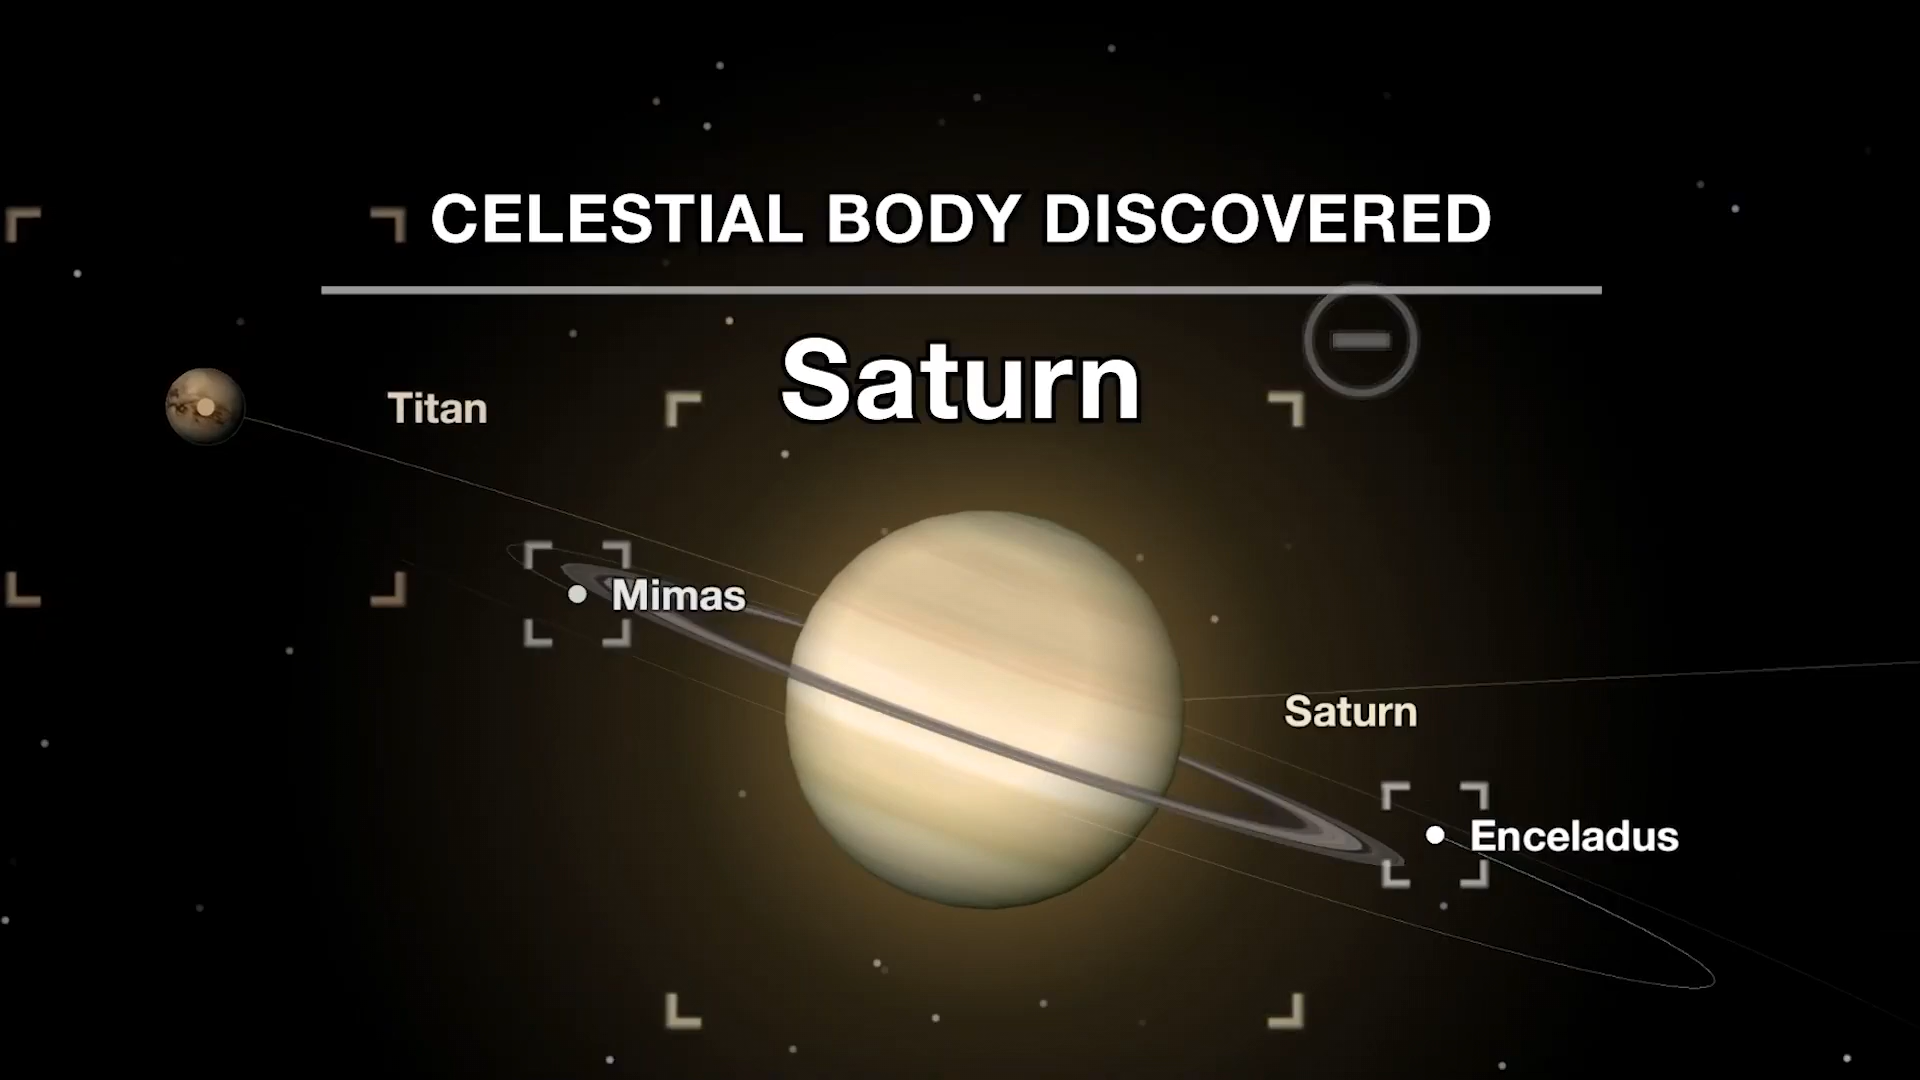 CELESTIAL BODY DISCOVERED
Saturn
Titan
Mimas
Saturn
Enceladus